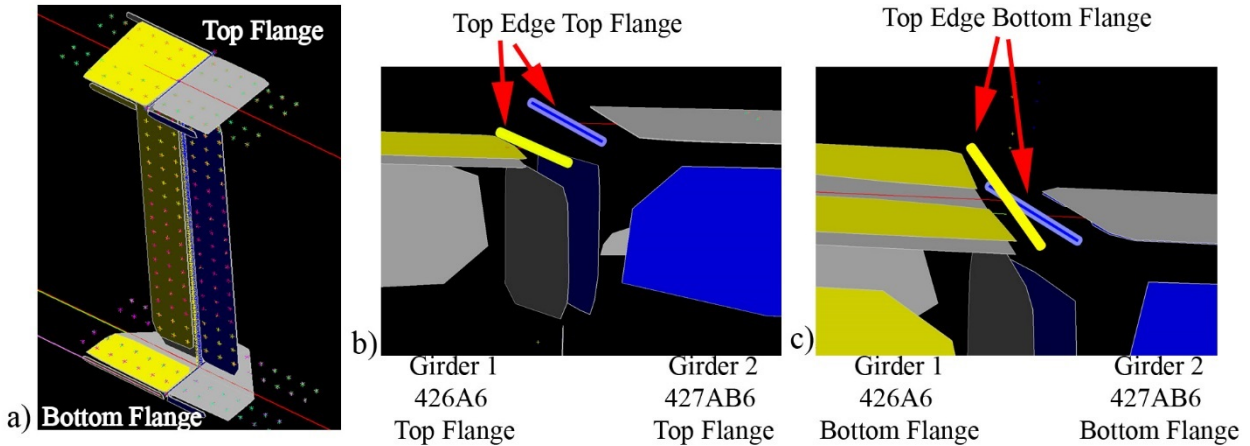 Top Flange
Bottom Flange
a)
Top Edge Top Flange
b)
Girder 1
426A6
Top Flange
Girder 2
427AB6
Top Flange
Top Edge Bottom Flange
c)
Girder 1
426A6
Bottom Flange
Girder 2
427AB6
Bottom Flange